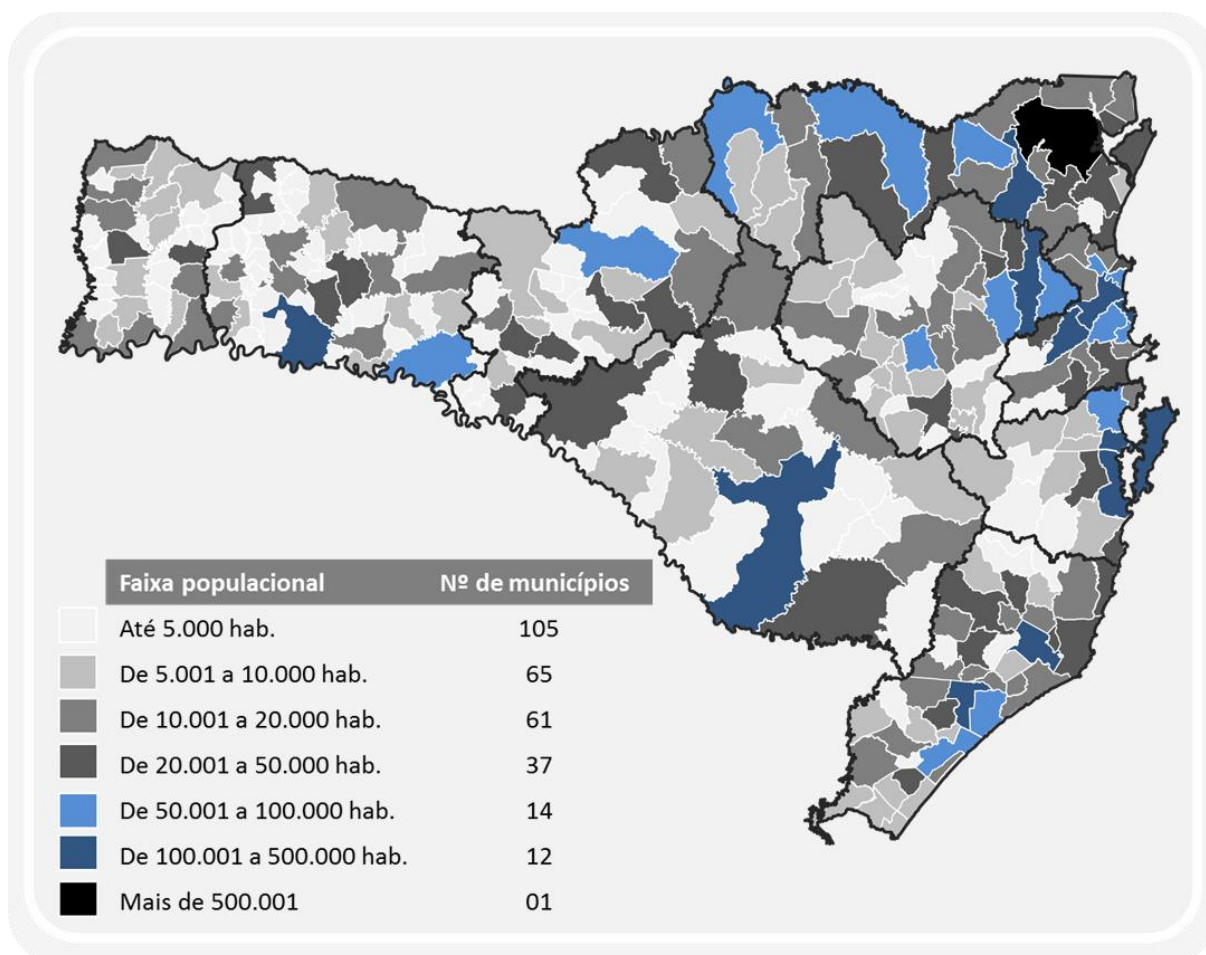 Faixa populacional Nº de municípios
Até 5.000 hab. 105
De 5.001 a 10.000 hab. 65
De 10.001 a 20.000 hab. 61
De 20.001 a 50.000 hab. 37
De 50.001 a 100.000 hab. 14
De 100.001 a 500.000 hab. 12
Mais de 500.001 01